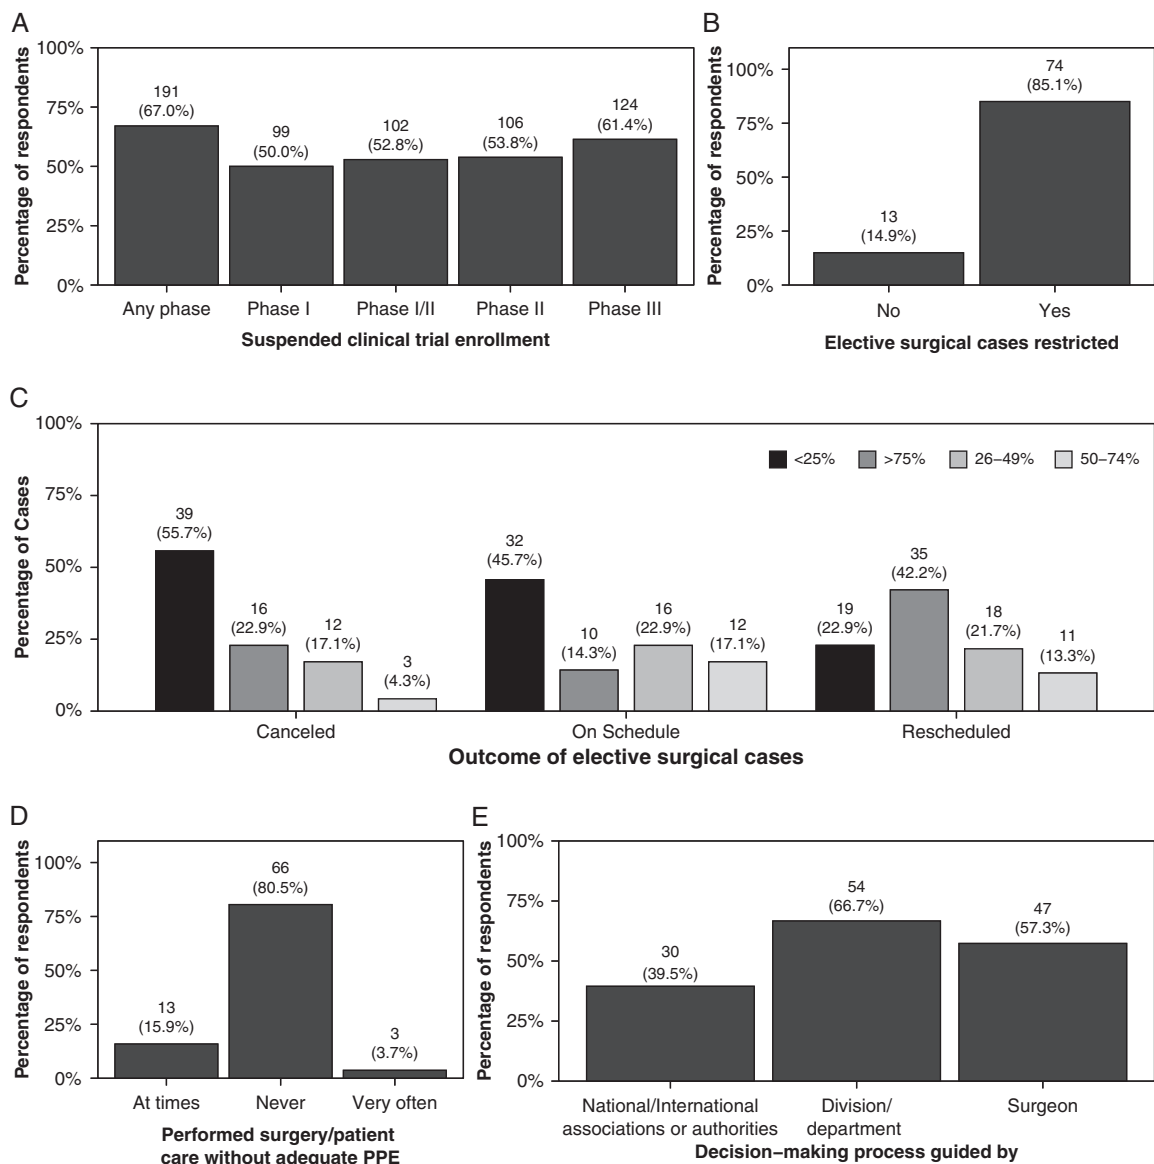 A
Percentage of respondents
100%
75%
50%
25%
0%
191
(67.0%)
99
(50.0%)
102
(52.8%)
106
(53.8%)
124
(61.4%)
Any phase
Phase I
Phase I/II
Phase II
Phase III
Suspended clinical trial enrollment
B
Percentage of respondents
100%
75%
50%
25%
0%
13
(14.9%)
74
(85.1%)
No
Yes
Elective surgical cases restricted
C
Percentage of Cases
100%
75%
50%
25%
0%
<25%
>75%
26–49%
50–74%
39
(55.7%)
16
(22.9%)
12
(17.1%)
3
(4.3%)
32
(45.7%)
10
(14.3%)
16
(22.9%)
12
(17.1%)
19
(22.9%)
35
(42.2%)
18
(21.7%)
11
(13.3%)
Canceled
On Schedule
Rescheduled
Outcome of elective surgical cases
D
Percentage of respondents
100%
75%
50%
25%
0%
13
(15.9%)
66
(80.5%)
3
(3.7%)
At times
Never
Very often
Performed surgery/patient
care without adequate PPE
E
Percentage of respondents
100%
75%
50%
25%
0%
30
(39.5%)
54
(66.7%)
47
(57.3%)
National/International
associations or authorities
Division/
department
Surgeon
Decision–making process guided by